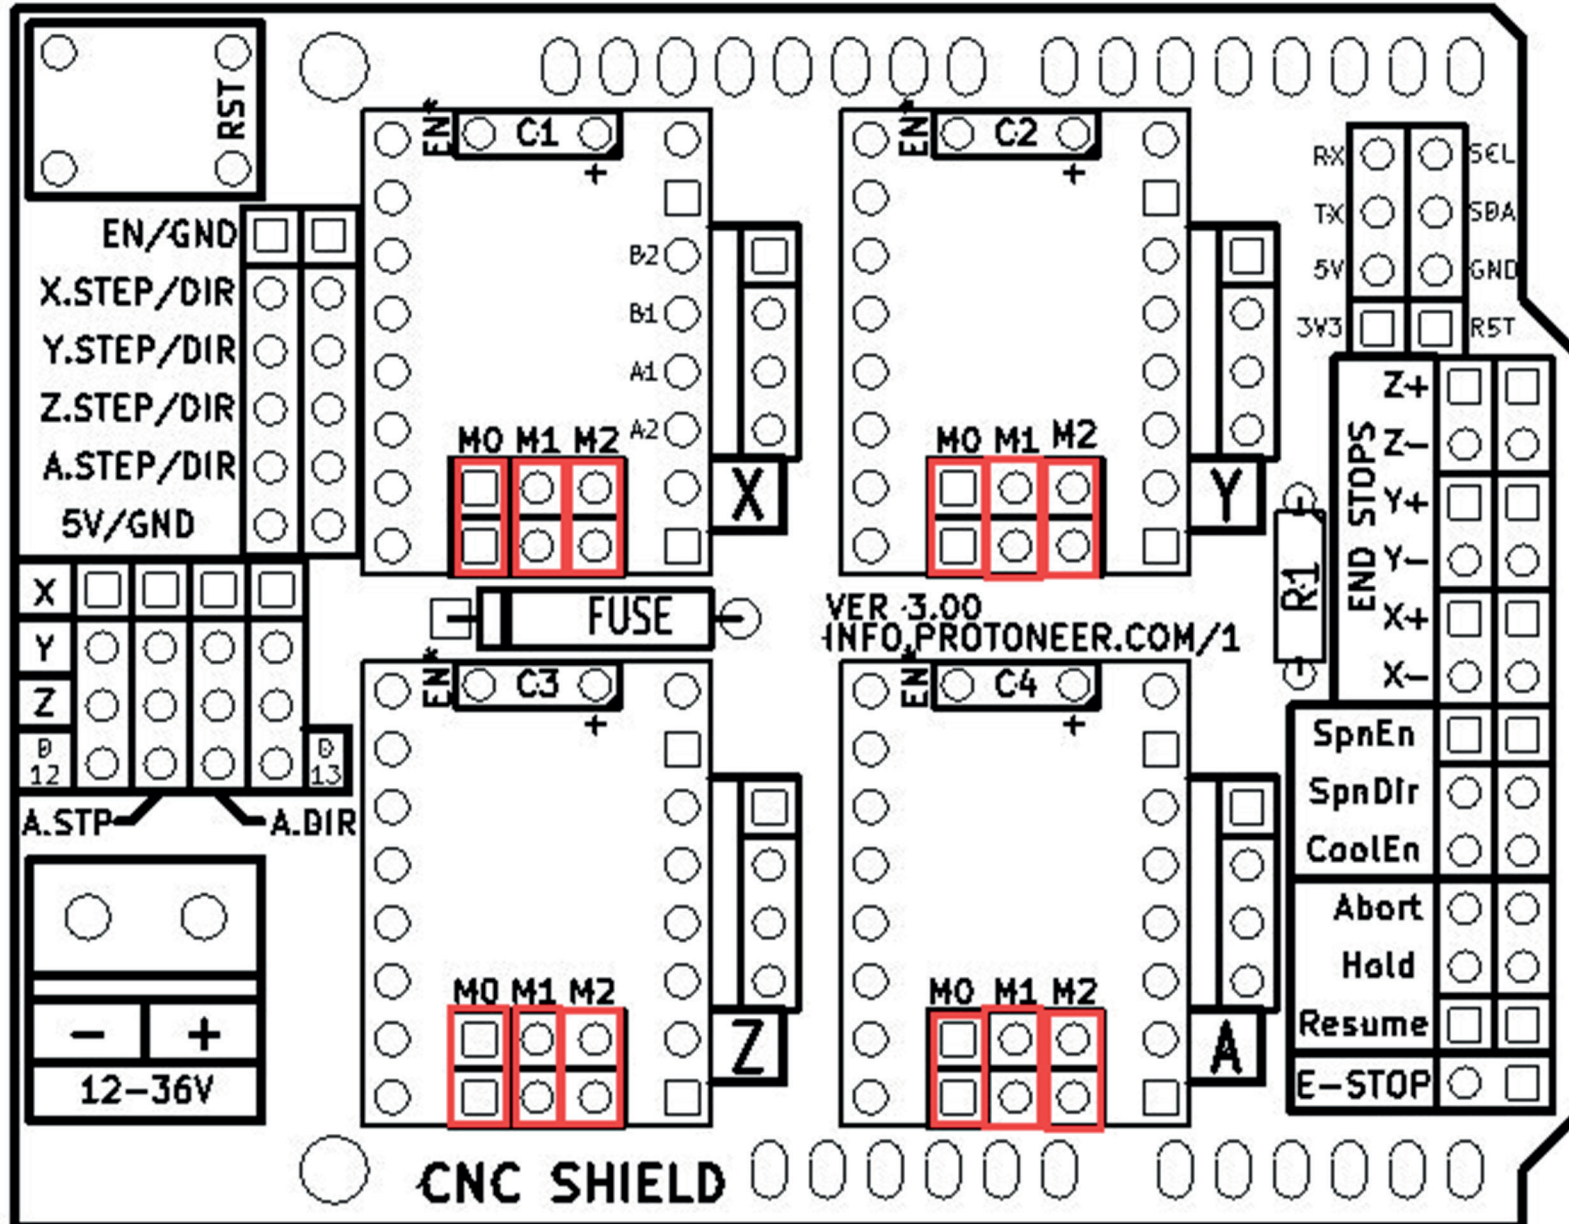 RST
EN*
C1
+
EN*
C2
+
RX
SCL
TX
SDA
5V
GND
3V3
RST
EN/GND
X.STEP/DIR
Y.STEP/DIR
Z.STEP/DIR
A.STEP/DIR
5V/GND
B2
B1
A1
A2
M0 M1 M2
X
M0 M1 M2
Y
END STOPS
Z+
Z-
Y+
Y-
X+
X-
R1
X
Y
Z
D
12
D
13
A.STP
A.DIR
FUSE
VER 3.00
INFO.PROTONEER.COM/1
EN*
C3
+
EN*
C4
+
SpnEn
SpnDir
CoolEn
Abort
Hold
Resume
E-STOP
M0 M1 M2
Z
M0 M1 M2
A
- +
12-36V
CNC SHIELD